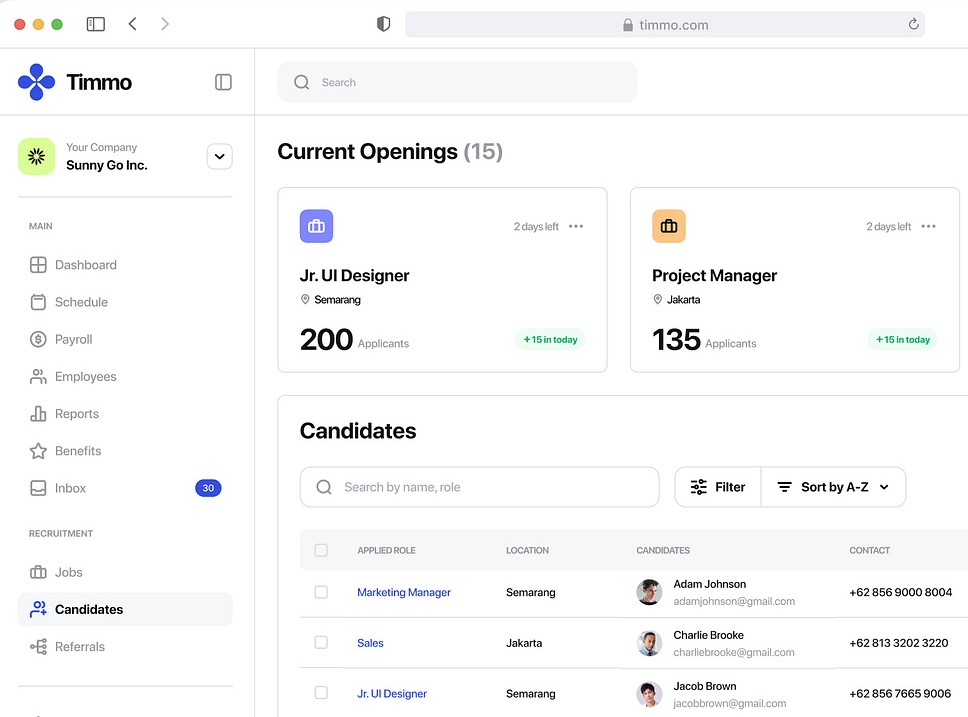 timmo.com
Timmo
Search
Your Company
Sunny Go Inc.
MAIN
Dashboard
Schedule
Payroll
Employees
Reports
Benefits
Inbox 30
RECRUITMENT
Jobs
Candidates
Referrals
Current Openings (15)
2 days left
Jr. UI Designer
Semarang
200 Applicants
+15 in today
2 days left
Project Manager
Jakarta
135 Applicants
+15 in today
Candidates
Search by name, role
Filter
Sort by A-Z
APPLIED ROLE LOCATION CANDIDATES CONTACT
Marketing Manager Semarang Adam Johnson +62 856 9000 8004
adamjohnson@gmail.com
Sales Jakarta Charlie Brooke +62 813 3202 3220
charliebrooke@gmail.com
Jr. UI Designer Semarang Jacob Brown +62 856 7665 9006
jacobbrown@gmail.com